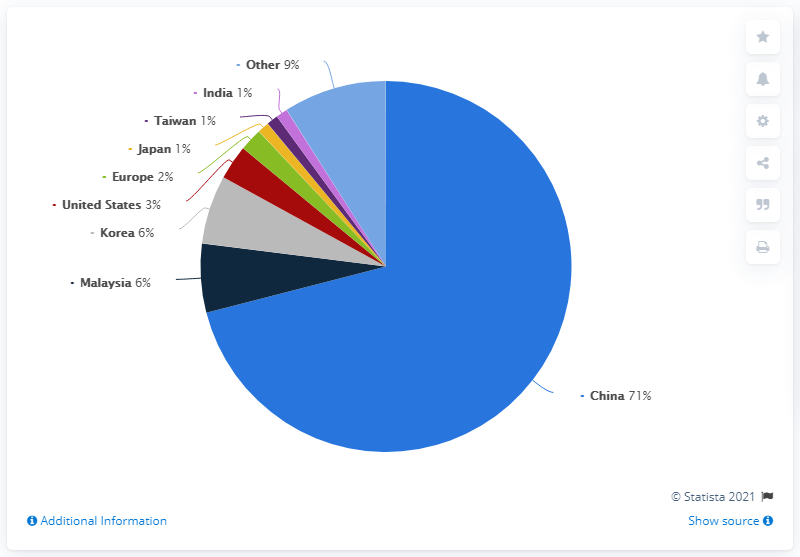 Other 9%
India 1%
Taiwan 1%
Japan 1%
Europe 2%
United States 3%
Korea 6%
Malaysia 6%
China 71%
© Statista 2021
Additional Information
Show source